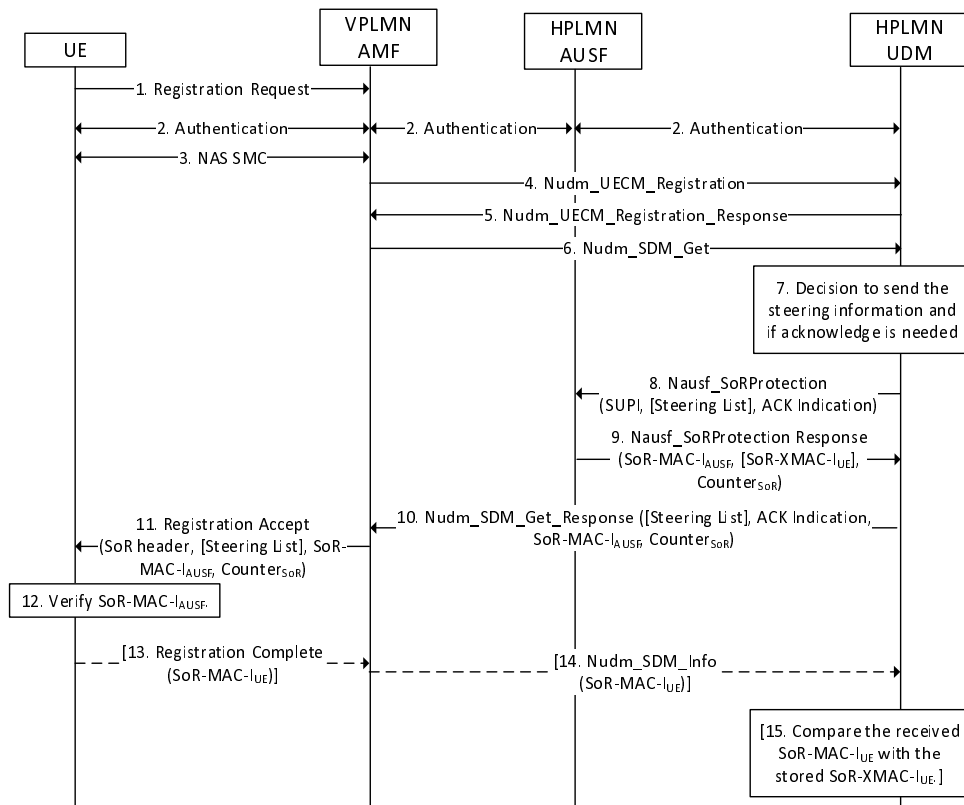 UE
VPLMN
AMF
HPLMN
AUSF
HPLMN
UDM
1. Registration Request
2. Authentication
2. Authentication
2. Authentication
3. NAS SMC
4. Nudm_UECM_Registration
5. Nudm_UECM_Registration_Response
6. Nudm_SDM_Get
7. Decision to send the
steering information and
if acknowledge is needed
8. Nausf_SoRProtection
(SUPI, [Steering List], ACK Indication)
9. Nausf_SoRProtection Response
(SoR-MAC-IAUSF, [SoR-XMAC-IUE],
CounterSoR)
10. Nudm_SDM_Get_Response ([Steering List], ACK Indication,
SoR-MAC-IAUSF, CounterSoR)
11. Registration Accept
(SoR header, [Steering List], SoR-
MAC-IAUSF, CounterSoR)
12. Verify SoR-MAC-IAUSF.
[13. Registration Complete
(SoR-MAC-IUE)]
[14. Nudm_SDM_Info
(SoR-MAC-IUE)]
[15. Compare the received
SoR-MAC-IUE with the
stored SoR-XMAC-IUE.]